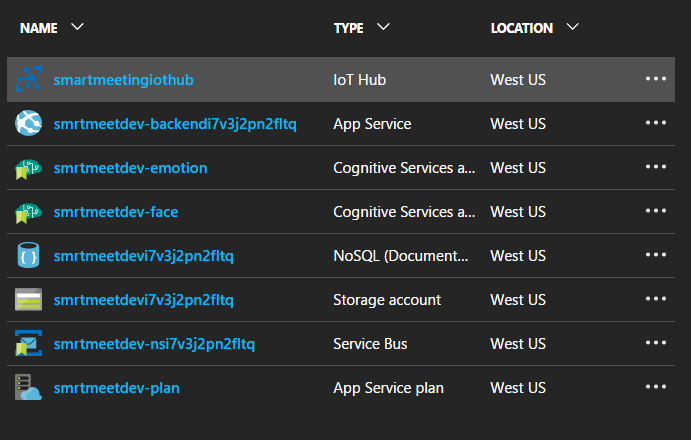 NAME TYPE LOCATION
smartmeetingiothub IoT Hub West US
smrtmeetdev-backendi7v3j2pn2fltq App Service West US
smrtmeetdev-emotion Cognitive Services a... West US
smrtmeetdev-face Cognitive Services a... West US
smrtmeetdevi7v3j2pn2fltq NoSQL (Document... West US
smrtmeetdevi7v3j2pn2fltq Storage account West US
smrtmeetdev-nsi7v3j2pn2fltq Service Bus West US
smrtmeetdev-plan App Service plan West US